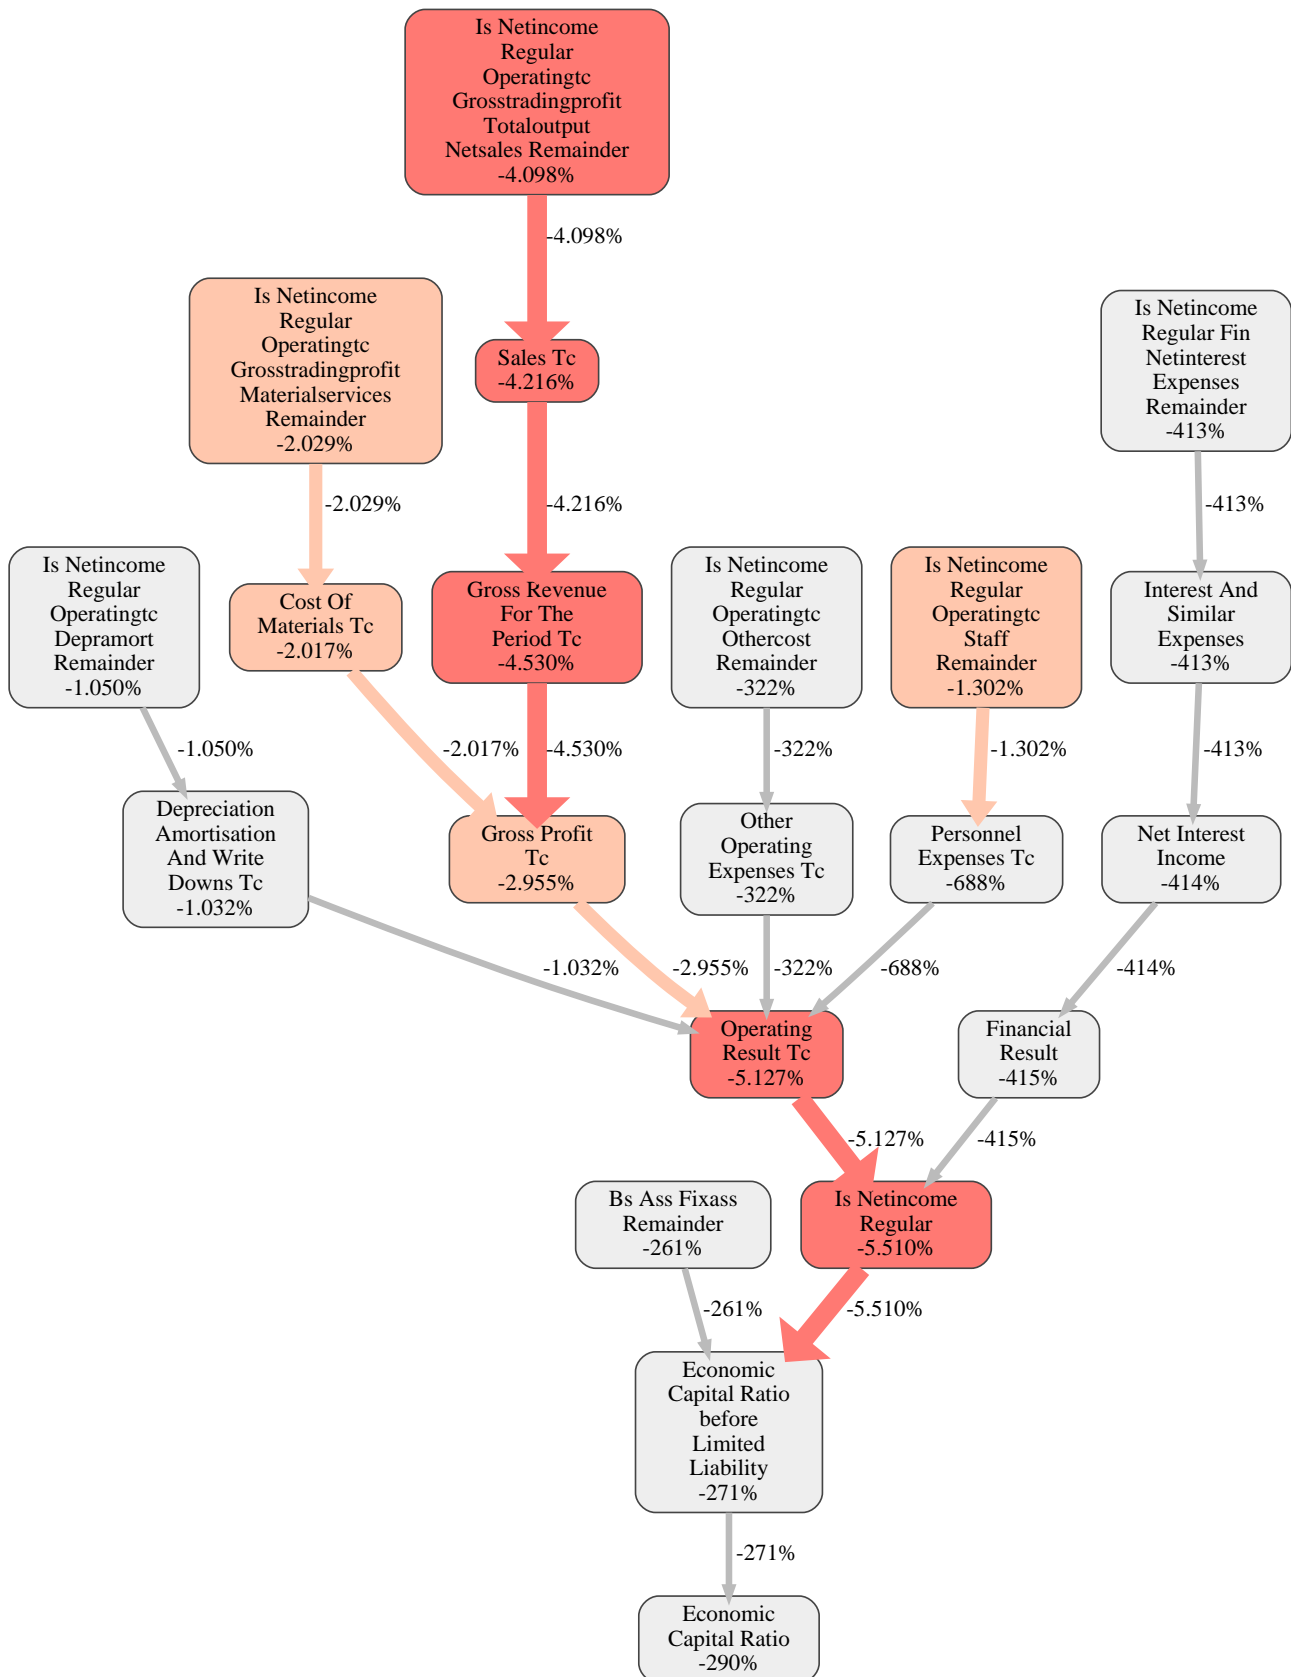 Is Netincome
Regular
Operatingtc
Grosstradingprofit
Totaloutput
Netsales Remainder
-4.098%
-4.098%
Is Netincome
Regular
Operatingtc
Grosstradingprofit
Materialservices
Remainder
-2.029%
Sales Tc
-4.216%
Is Netincome
Regular Fin
Netinterest
Expenses
Remainder
-413%
-2.029%
-4.216%
-413%
Is Netincome
Regular
Operatingtc
Depramort
Remainder
-1.050%
Cost Of
Materials Tc
-2.017%
Gross Revenue
For The
Period Tc
-4.530%
Is Netincome
Regular
Operatingtc
Othercost
Remainder
-322%
Is Netincome
Regular
Operatingtc
Staff
Remainder
-1.302%
Interest And
Similar
Expenses
-413%
-1.050%
-2.017%
-4.530%
-322%
-1.302%
-413%
Depreciation
Amortisation
And Write
Downs Tc
-1.032%
Gross Profit
Tc
-2.955%
Other
Operating
Expenses Tc
-322%
Personnel
Expenses Tc
-688%
Net Interest
Income
-414%
-1.032%
-2.955%
-322%
-688%
-414%
Operating
Result Tc
-5.127%
Financial
Result
-415%
-5.127%
-415%
Bs Ass Fixass
Remainder
-261%
Is Netincome
Regular
-5.510%
-261%
-5.510%
Economic
Capital Ratio
before
Limited
Liability
-271%
-271%
Economic
Capital Ratio
-290%